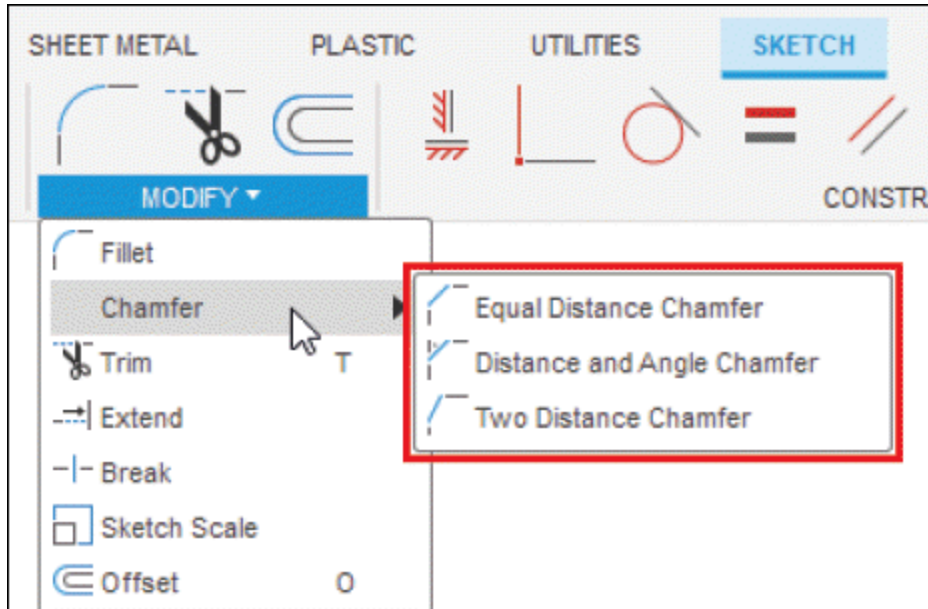 SHEET METAL PLASTIC UTILITIES SKETCH
MODIFY CONSTR
Fillet
Chamfer
Equal Distance Chamfer
Trim T
Distance and Angle Chamfer
Extend
Two Distance Chamfer
Break
Sketch Scale
Offset O